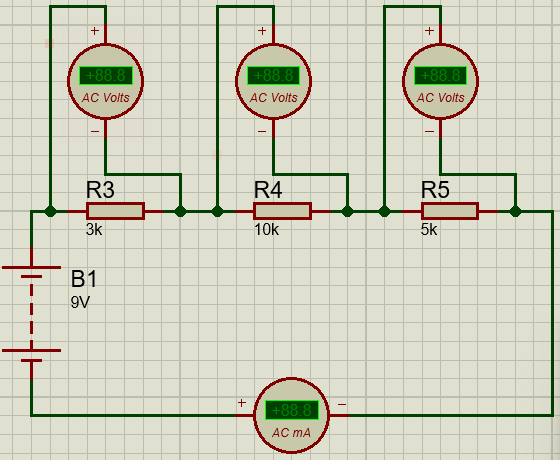 + + +
+88.8 +88.8 +88.8
AC Volts AC Volts AC Volts
− − −
R3 R4 R5
3k 10k 5k
B1
9V
+ −
+88.8
AC mA